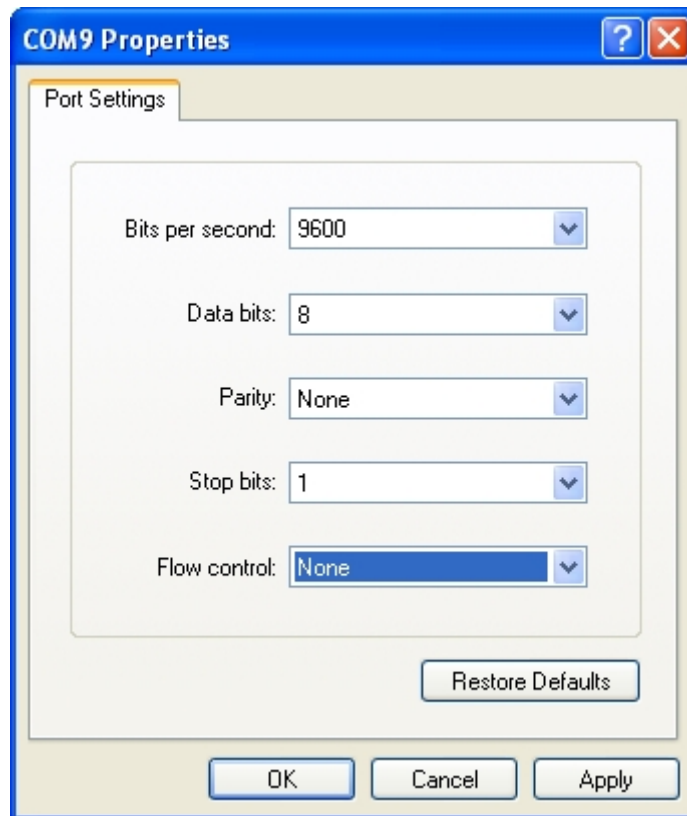 COM9 Properties
Port Settings
Bits per second: 9600
Data bits: 8
Parity: None
Stop bits: 1
Flow control: None
Restore Defaults
OK Cancel Apply